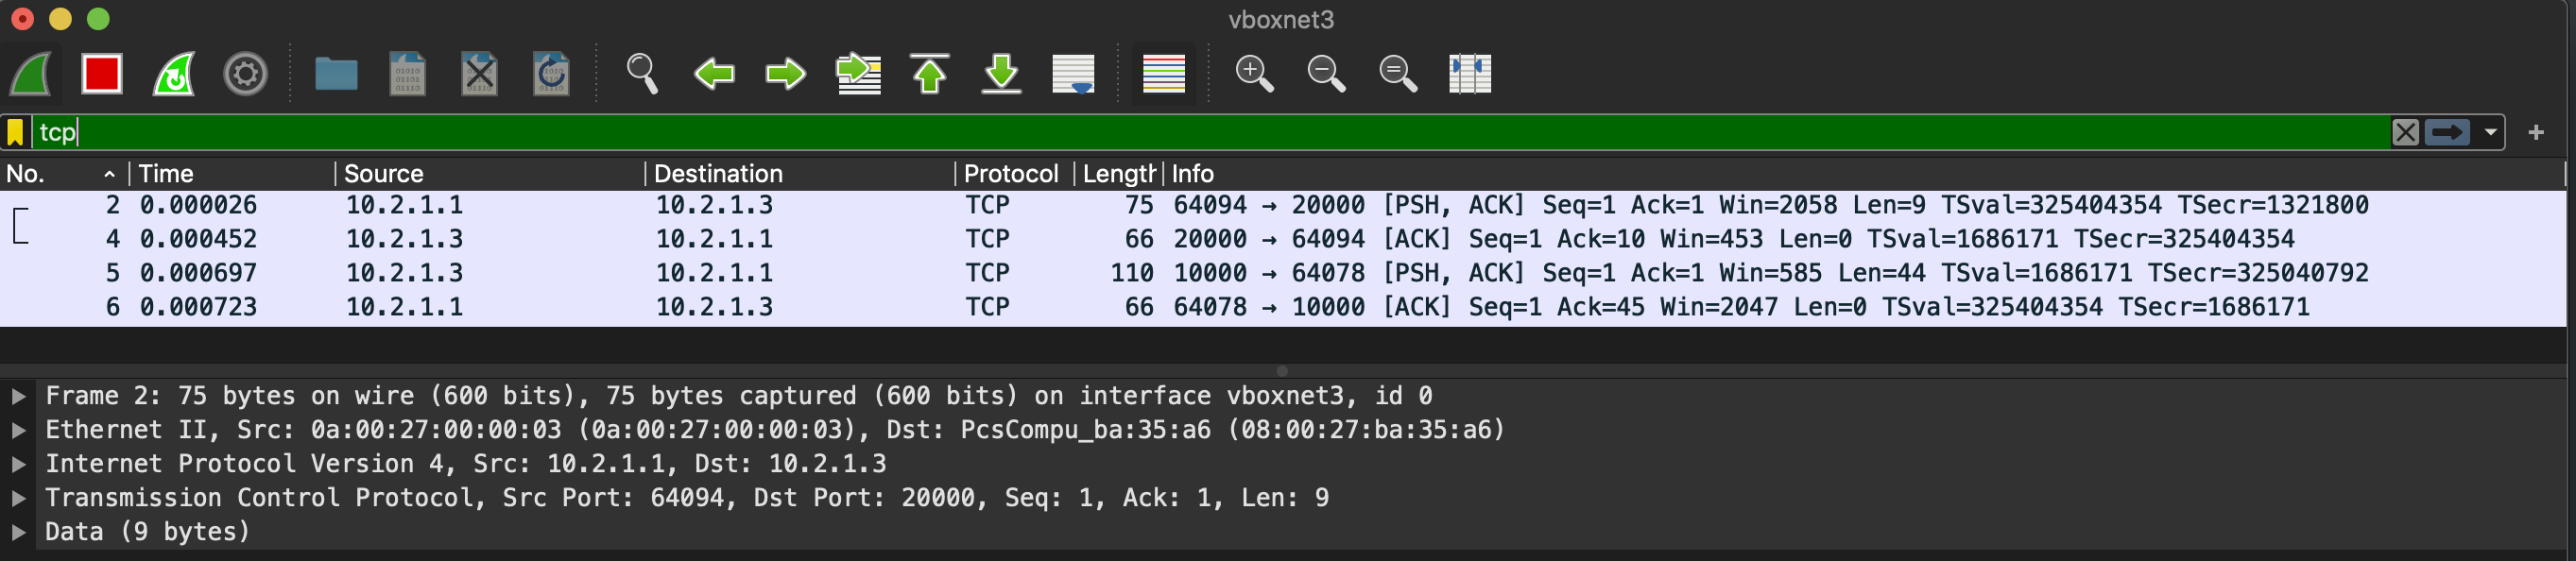 vboxnet3
tcp
No. Time Source Destination Protocol Length Info
2 0.000026 10.2.1.1 10.2.1.3 TCP 75 64094 → 20000 [PSH, ACK] Seq=1 Ack=1 Win=2058 Len=9 TSval=325404354 TSecr=1321800
4 0.000452 10.2.1.3 10.2.1.1 TCP 66 20000 → 64094 [ACK] Seq=1 Ack=10 Win=453 Len=0 TSval=1686171 TSecr=325404354
5 0.000697 10.2.1.3 10.2.1.1 TCP 110 10000 → 64078 [PSH, ACK] Seq=1 Ack=1 Win=585 Len=44 TSval=1686171 TSecr=325040792
6 0.000723 10.2.1.1 10.2.1.3 TCP 66 64078 → 10000 [ACK] Seq=1 Ack=45 Win=2047 Len=0 TSval=325404354 TSecr=1686171
Frame 2: 75 bytes on wire (600 bits), 75 bytes captured (600 bits) on interface vboxnet3, id 0
Ethernet II, Src: 0a:00:27:00:00:03 (0a:00:27:00:00:03), Dst: PcsCompu_ba:35:a6 (08:00:27:ba:35:a6)
Internet Protocol Version 4, Src: 10.2.1.1, Dst: 10.2.1.3
Transmission Control Protocol, Src Port: 64094, Dst Port: 20000, Seq: 1, Ack: 1, Len: 9
Data (9 bytes)